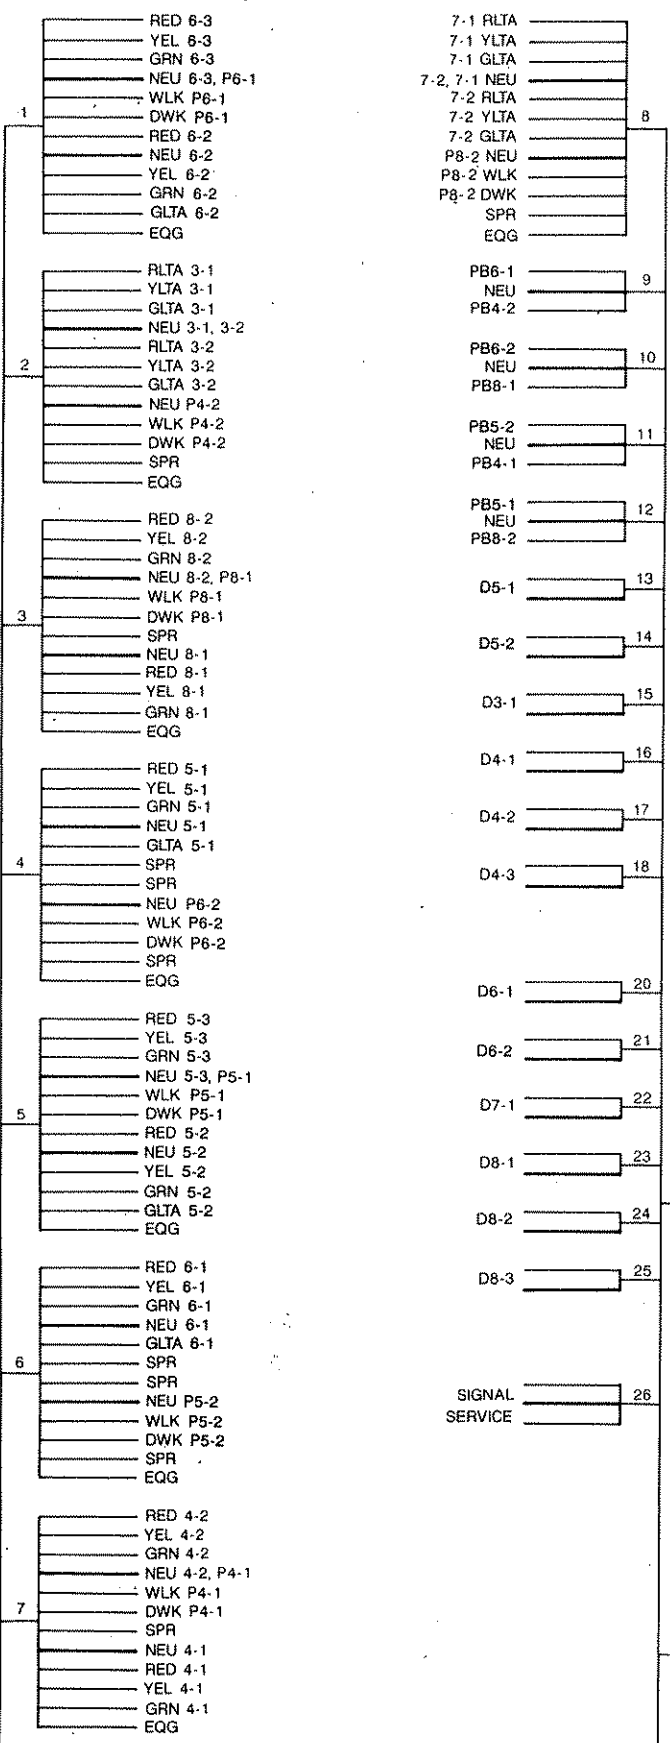 1
RED 6-3
YEL 6-3
GRN 6-3
NEU 6-3, P6-1
WLK P6-1
DWK P6-1
RED 6-2
NEU 6-2
YEL 6-2
GRN 6-2
GLTA 6-2
EQG
2
RLTA 3-1
YLTA 3-1
GLTA 3-1
NEU 3-1, 3-2
RLTA 3-2
YLTA 3-2
GLTA 3-2
NEU P4-2
WLK P4-2
DWK P4-2
SPR
EQG
3
RED 8-2
YEL 8-2
GRN 8-2
NEU 8-2, P8-1
WLK P8-1
DWK P8-1
SPR
NEU 8-1
RED 8-1
YEL 8-1
GRN 8-1
EQG
4
RED 5-1
YEL 5-1
GRN 5-1
NEU 5-1
GLTA 5-1
SPR
SPR
NEU P6-2
WLK P6-2
DWK P6-2
SPR
EQG
5
RED 5-3
YEL 5-3
GRN 5-3
NEU 5-3, P5-1
WLK P5-1
DWK P5-1
RED 5-2
NEU 5-2
YEL 5-2
GRN 5-2
GLTA 5-2
EQG
6
RED 6-1
YEL 6-1
GRN 6-1
NEU 6-1
GLTA 6-1
SPR
SPR
NEU P5-2
WLK P5-2
DWK P5-2
SPR
EQG
7
RED 4-2
YEL 4-2
GRN 4-2
NEU 4-2, P4-1
WLK P4-1
DWK P4-1
SPR
NEU 4-1
RED 4-1
YEL 4-1
GRN 4-1
EQG
7-1 RLTA
7-1 YLTA
7-1 GLTA
7-2, 7-1 NEU
7-2 RLTA
7-2 YLTA
7-2 GLTA
P8-2 NEU
P8-2 WLK
P8-2 DWK
SPR
EQG
8
PB6-1
NEU
PB4-2
9
PB6-2
NEU
PB8-1
10
PB5-2
NEU
PB4-1
11
PB5-1
NEU
PB8-2
12
D5-1
13
D5-2
14
D3-1
15
D4-1
16
D4-2
17
D4-3
18
D6-1
20
D6-2
21
D7-1
22
D8-1
23
D8-2
24
D8-3
25
SIGNAL
SERVICE
26